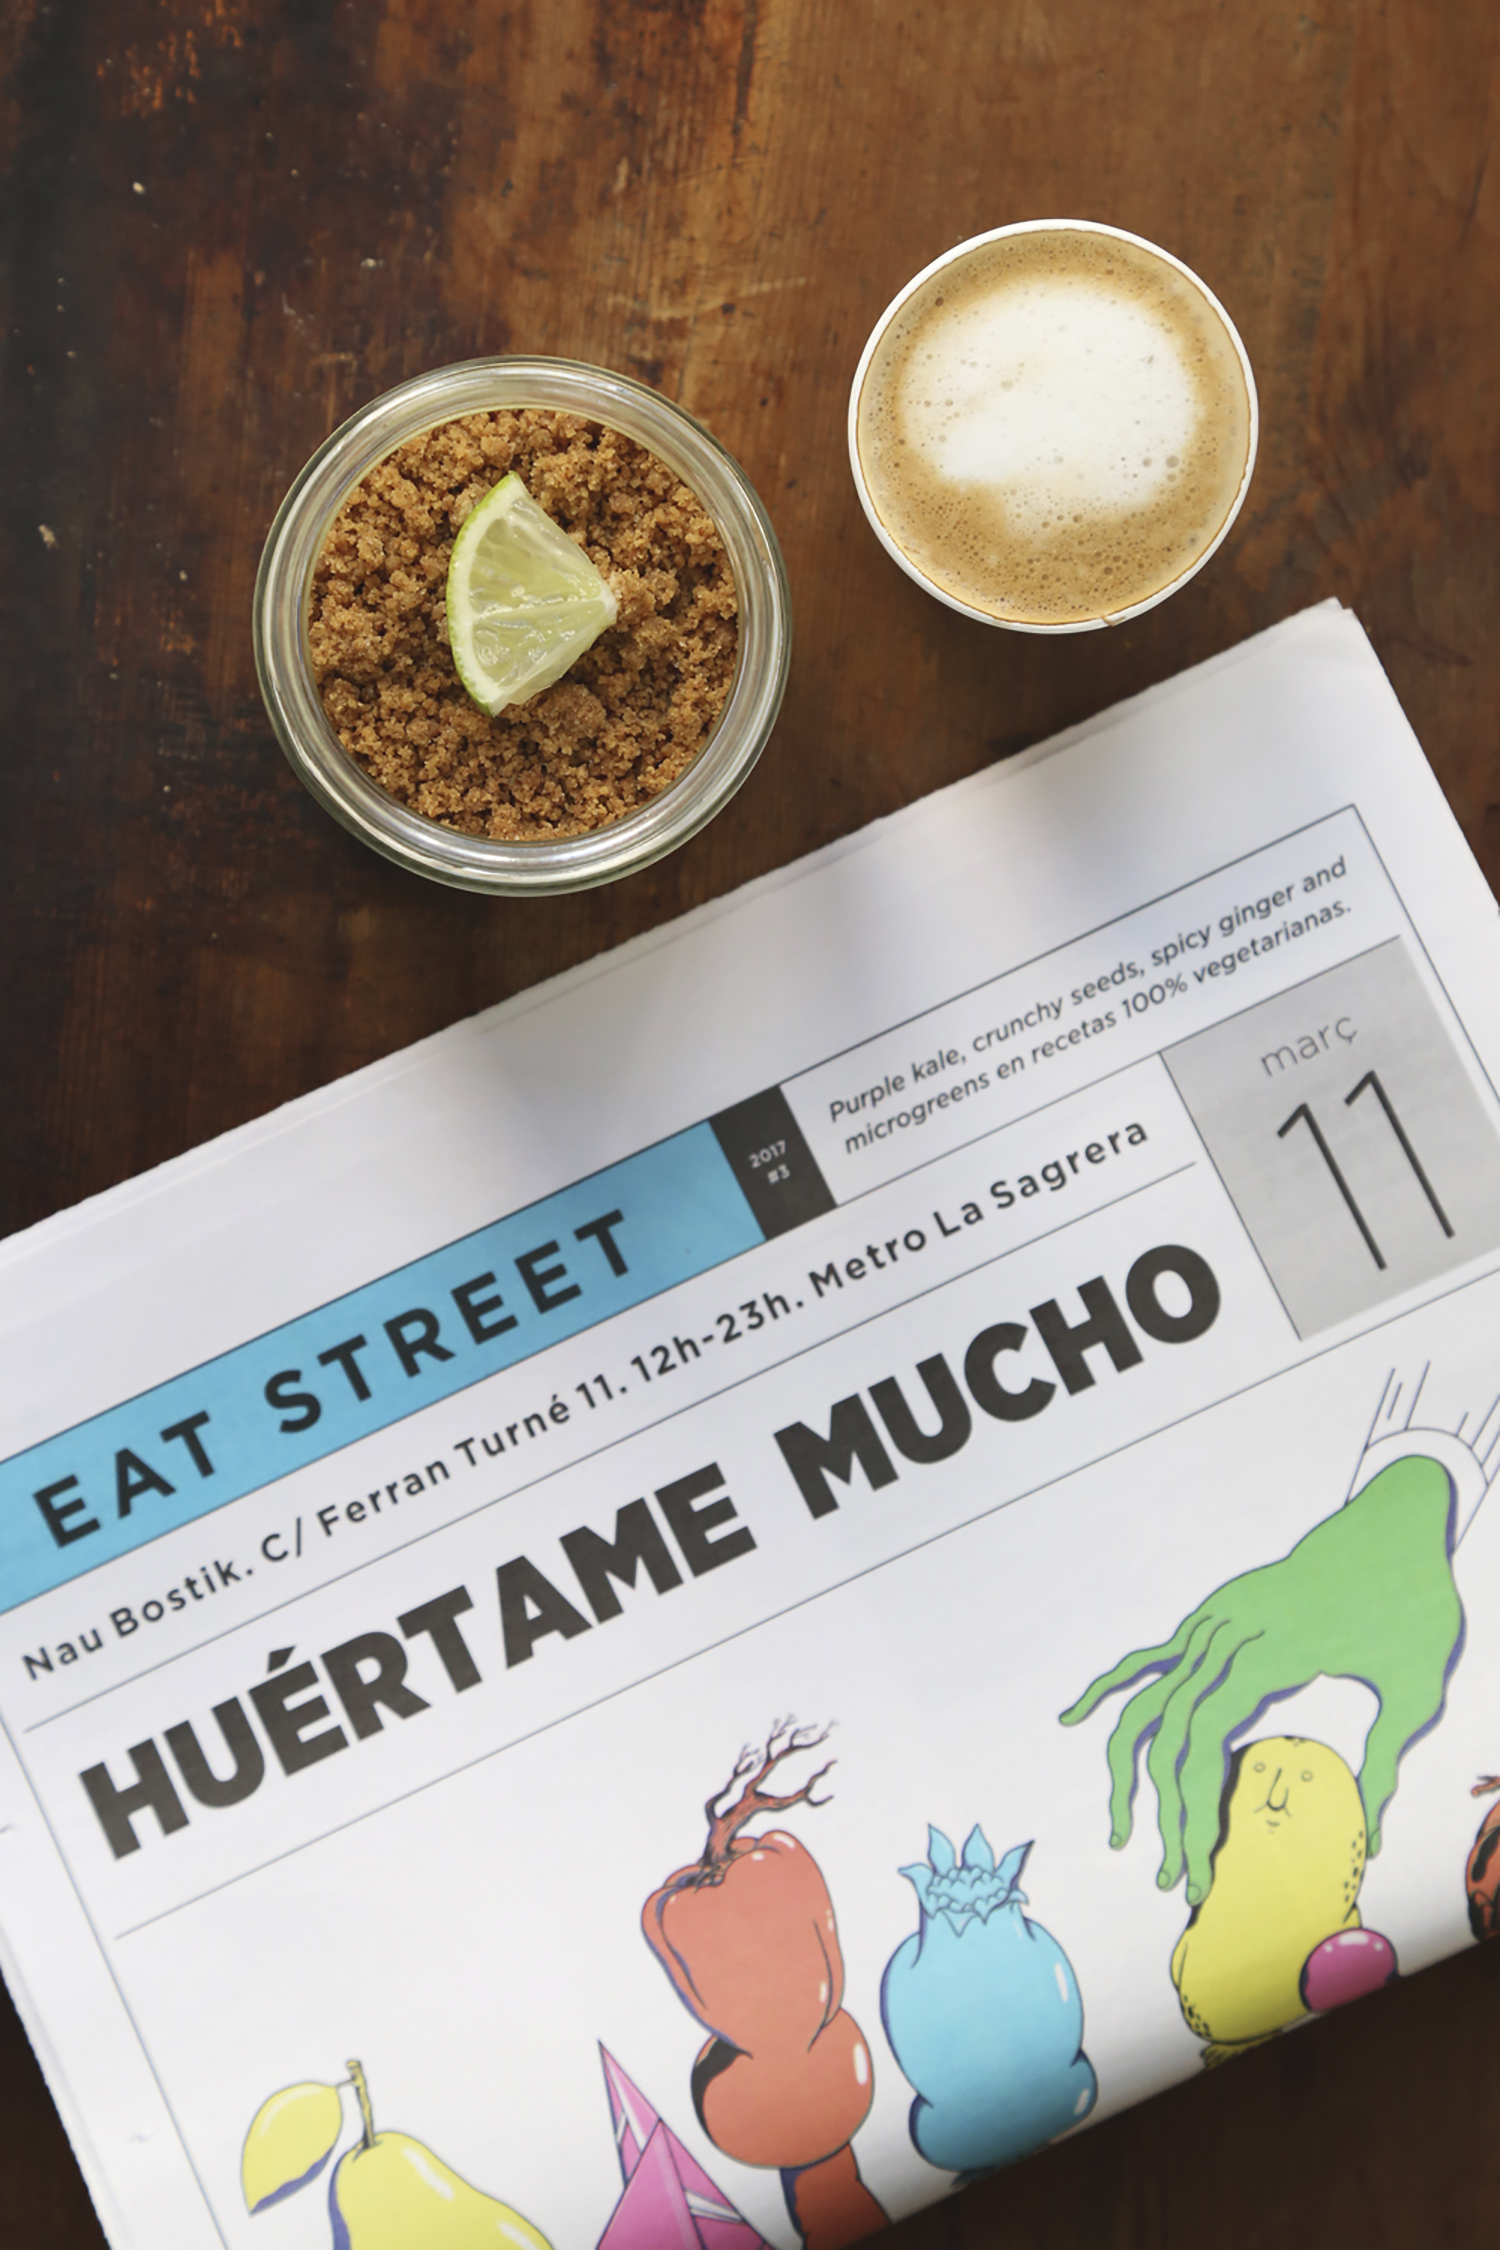 EAT STREET
2017
#3
Purple kale, crunchy seeds, spicy ginger and
microgreens en recetas 100% vegetarianas.
Nau Bostik. C/ Ferran Turné 11. 12h-23h. Metro La Sagrera
març
11
HUÉRTAME MUCHO